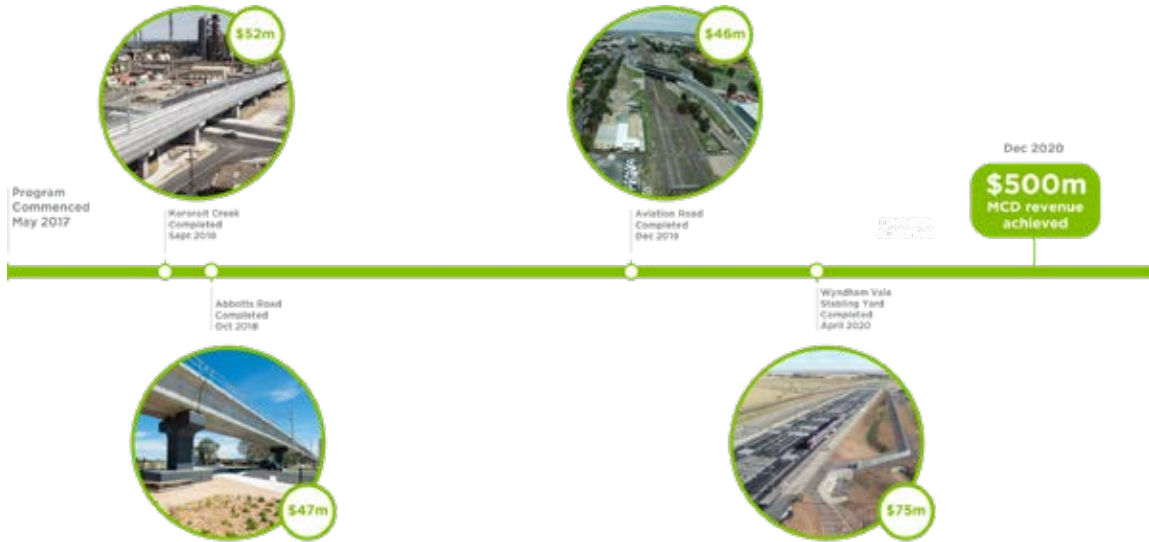 $52m
$46m
Dec 2020
$500m
MCD revenue
achieved
Program
Commenced
May 2017
Kororoit Creek
Completed
Sept 2018
Aviation Road
Completed
Dec 2019
Abbotts Road
Completed
Oct 2018
Wyndham Vale
Stabling Yard
Completed
April 2020
$47m
$75m